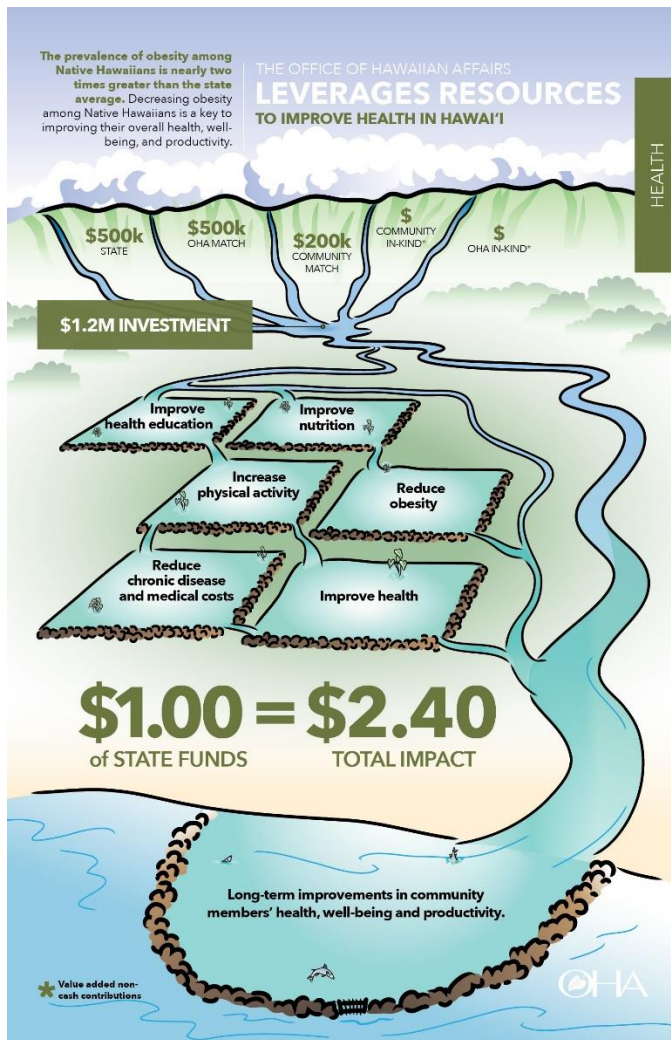 The prevalence of obesity among
Native Hawaiians is nearly two
times greater than the state
average. Decreasing obesity
among Native Hawaiians is a key to
improving their overall health, well-
being, and productivity.
THE OFFICE OF HAWAIIAN AFFAIRS
LEVERAGES RESOURCES
TO IMPROVE HEALTH IN HAWAI‘I
HEALTH
$500k
STATE
$500k
OHA MATCH
$200k
COMMUNITY
MATCH
$
COMMUNITY
IN-KIND*
$
OHA IN-KIND*
$1.2M INVESTMENT
Improve
health education
Improve
nutrition
Increase
physical activity
Reduce
obesity
Reduce
chronic disease
and medical costs
Improve health
$1.00 = $2.40
of STATE FUNDS TOTAL IMPACT
Long-term improvements in community
members’ health, well-being and productivity.
* Value added non-
cash contributions
OHA